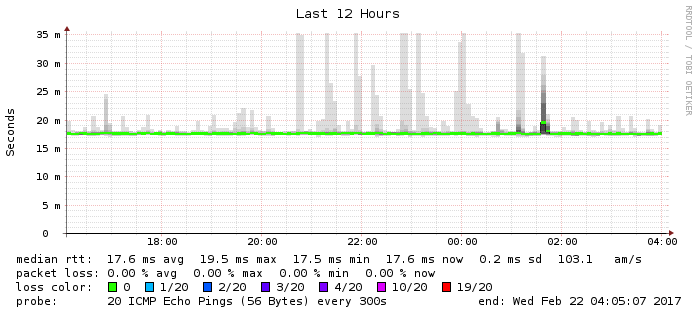 Last 12 Hours
RRDTOOL / TOBI OETIKER
Seconds
35 m
30 m
25 m
20 m
15 m
10 m
5 m
0
18:00 20:00 22:00 00:00 02:00 04:00
median rtt: 17.6 ms avg 19.5 ms max 17.5 ms min 17.6 ms now 0.2 ms sd 103.1 am/s
packet loss: 0.00 % avg 0.00 % max 0.00 % min 0.00 % now
loss color: 0 1/20 2/20 3/20 4/20 10/20 19/20
probe: 20 ICMP Echo Pings (56 Bytes) every 300s end: Wed Feb 22 04:05:07 2017